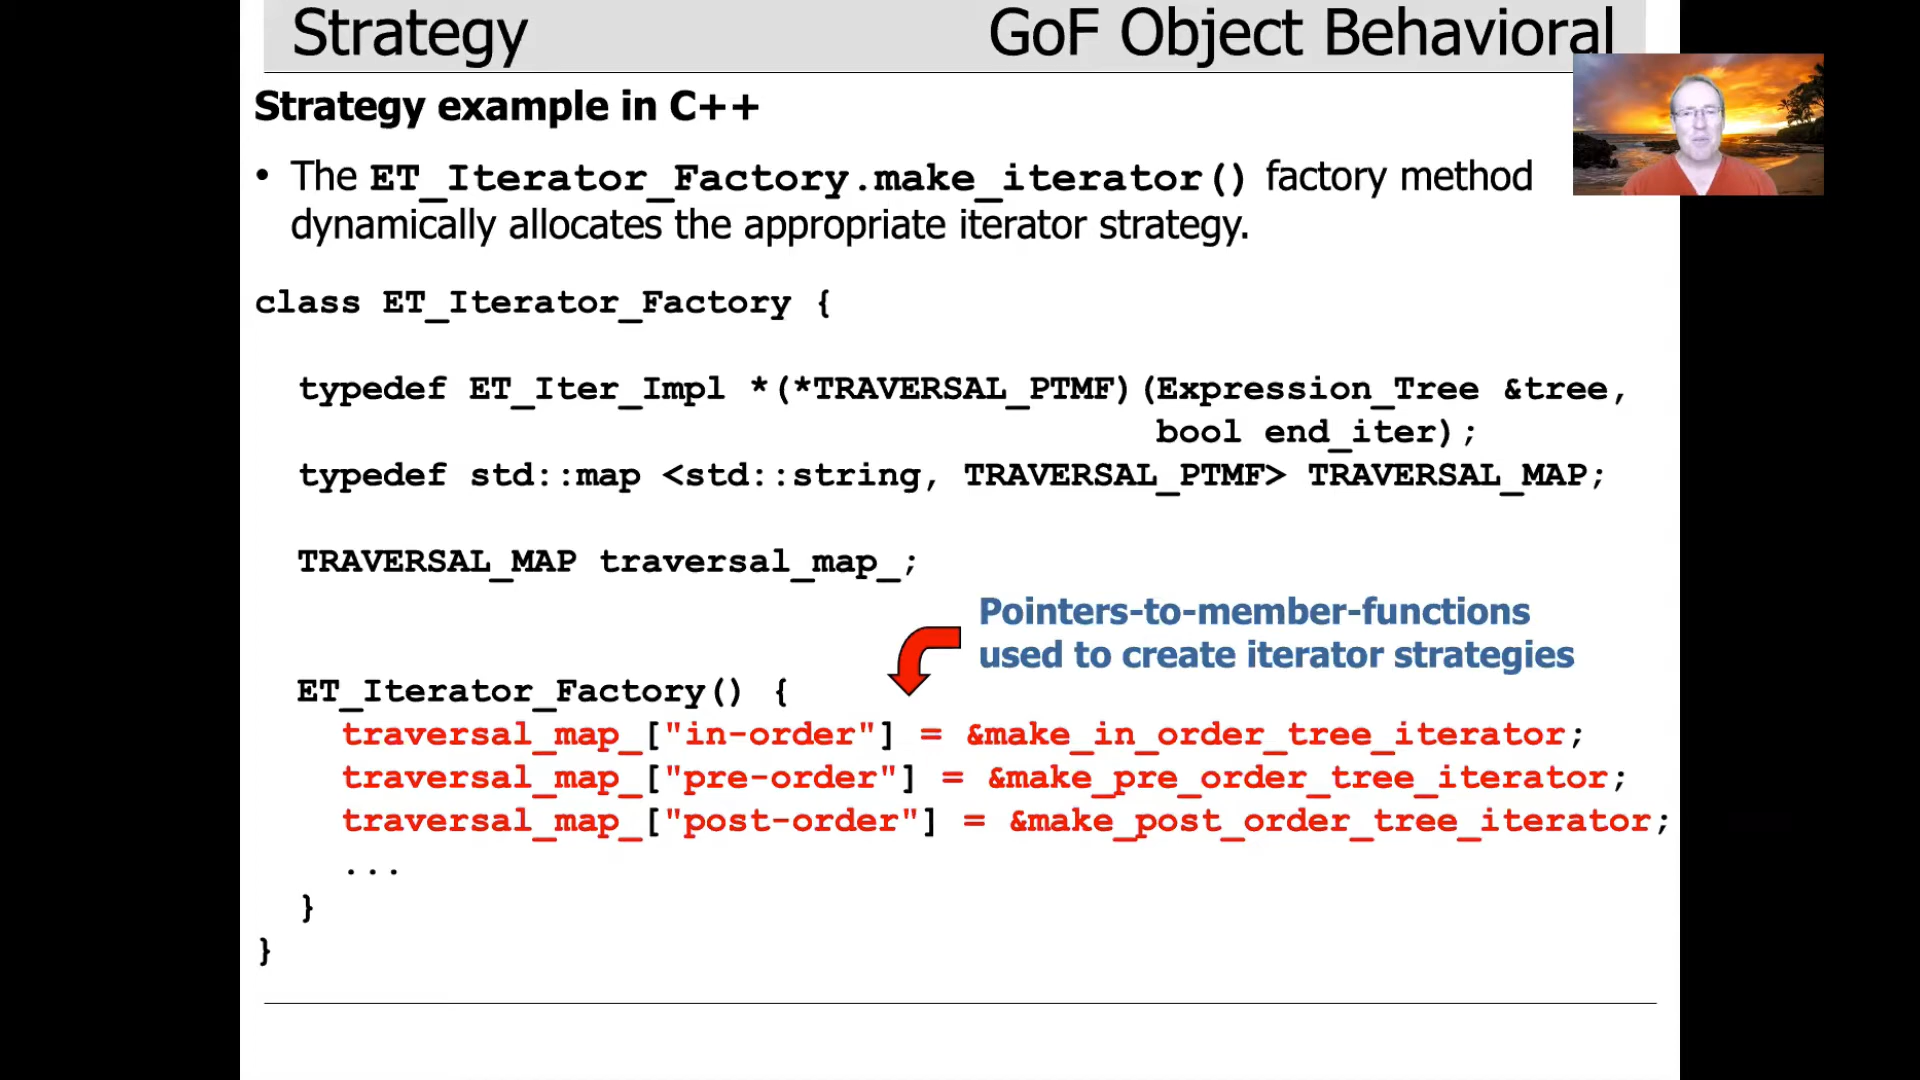 Strategy GoF Object Behavioral
Strategy example in C++
• The ET_Iterator_Factory.make_iterator() factory method
dynamically allocates the appropriate iterator strategy.
class ET_Iterator_Factory {
typedef ET_Iter_Impl *(*TRAVERSAL_PTMF)(Expression_Tree &tree,
bool end_iter);
typedef std::map <std::string, TRAVERSAL_PTMF> TRAVERSAL_MAP;
TRAVERSAL_MAP traversal_map_;
Pointers-to-member-functions
used to create iterator strategies
ET_Iterator_Factory() {
traversal_map_["in-order"] = &make_in_order_tree_iterator;
traversal_map_["pre-order"] = &make_pre_order_tree_iterator;
traversal_map_["post-order"] = &make_post_order_tree_iterator;
...
}
}